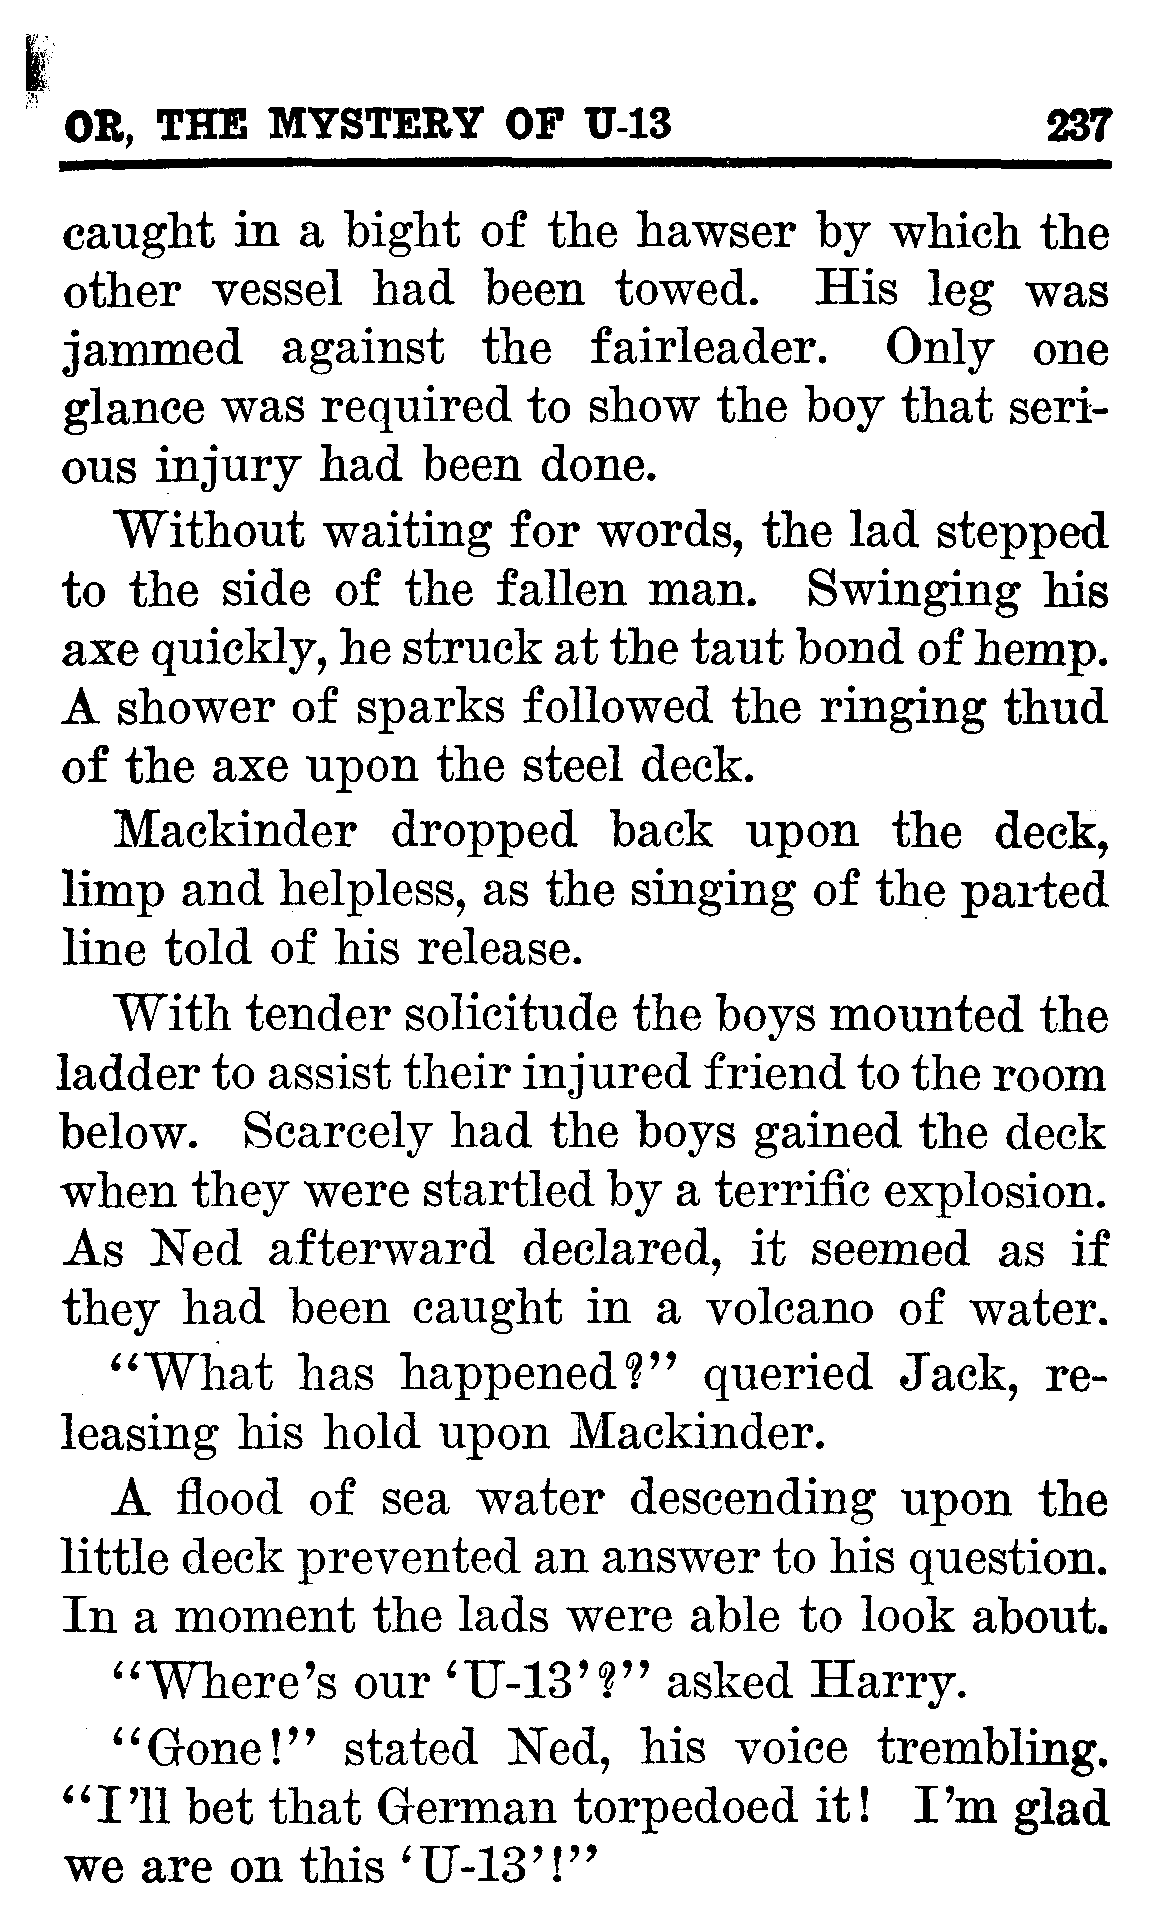 OR, THE MYSTERY OF U-13 237
caught in a bight of the hawser by which the
other vessel had been towed. His leg was
jammed against the fairleader. Only one
glance was required to show the boy that seri-
ous injury had been done.
Without waiting for words, the lad stepped
to the side of the fallen man. Swinging his
axe quickly, he struck at the taut bond of hemp.
A shower of sparks followed the ringing thud
of the axe upon the steel deck.
Mackinder dropped back upon the deck,
limp and helpless, as the singing of the parted
line told of his release.
With tender solicitude the boys mounted the
ladder to assist their injured friend to the room
below. Scarcely had the boys gained the deck
when they were startled by a terrific explosion.
As Ned afterward declared, it seemed as if
they had been caught in a volcano of water.
“What has happened?” queried Jack, re-
leasing his hold upon Mackinder.
A flood of sea water descending upon the
little deck prevented an answer to his question.
In a moment the lads were able to look about.
“Where’s our ‘U-13’?” asked Harry.
“Gone!” stated Ned, his voice trembling.
“I’ll bet that German torpedoed it! I’m glad
we are on this ‘U-13’!”